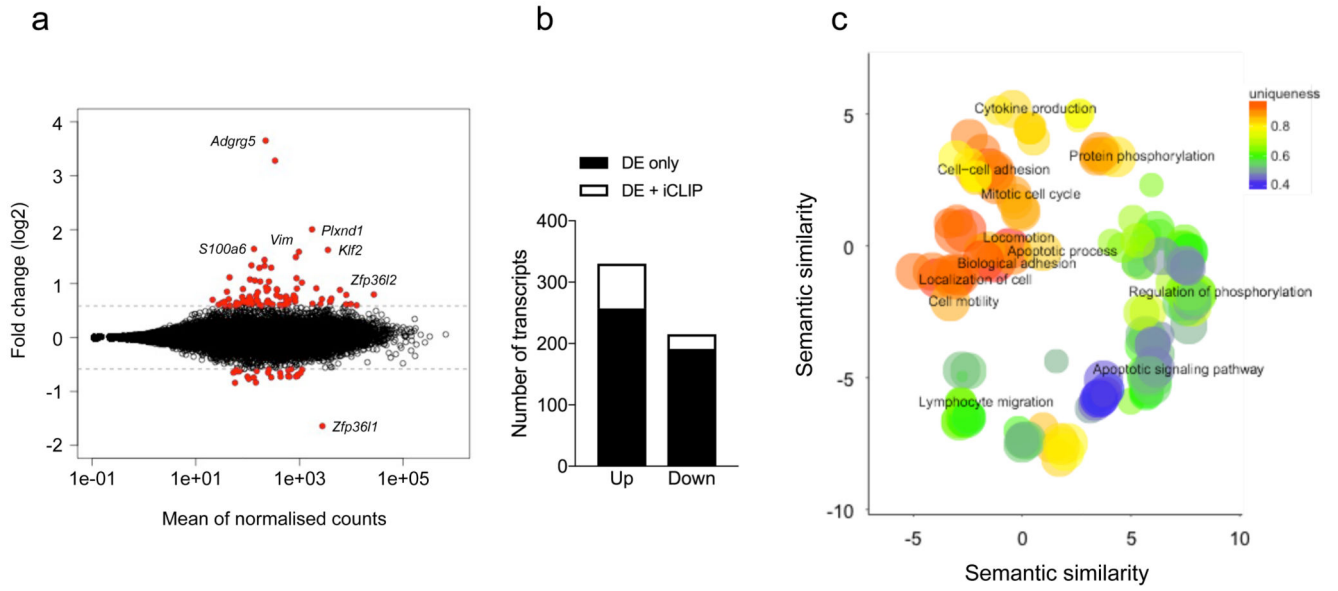 a
4
3
2
1
0
-1
-2
Fold change (log2)
Adgrg5
Plxnd1
Vim
S100a6
Klf2
Zfp36l2
Zfp36l1
1e-01
1e+01
1e+03
1e+05
Mean of normalised counts
b
DE only
DE + iCLIP
400
300
200
100
0
Number of transcripts
Up
Down
c
uniqueness
0.8
0.6
0.4
5
0
-5
-10
Semantic similarity
Cytokine production
Protein phosphorylation
Cell−cell adhesion
Mitotic cell cycle
Locomotion
Apoptotic process
Biological adhesion
Localization of cell
Regulation of phosphorylation
Cell motility
Apoptotic signaling pathway
Lymphocyte migration
-5
0
5
10
Semantic similarity